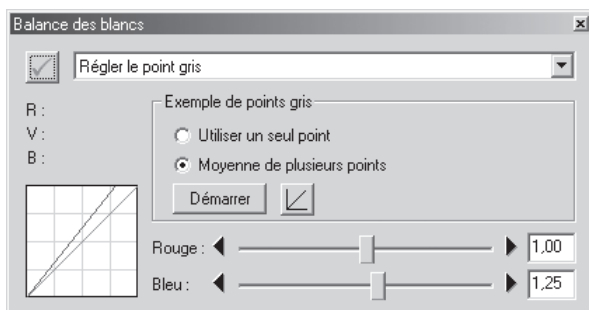 Balance des blancs
Régler le point gris
R :
V :
B :
Exemple de points gris
Utiliser un seul point
Moyenne de plusieurs points
Démarrer
Rouge : 1,00
Bleu : 1,25